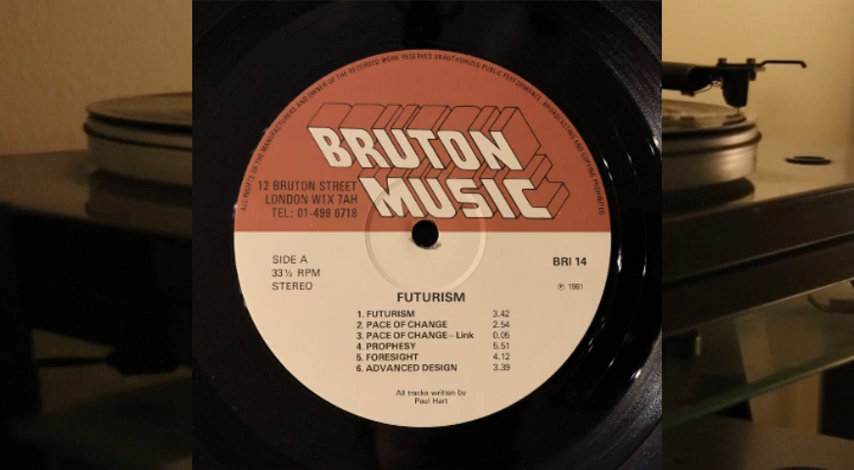 ALL RIGHTS OF THE MANUFACTURERS AND OWNER OF THE RECORDED WORK RESERVED UNAUTHORIZED PUBLIC PERFORMANCE, BROADCASTING AND COPYING PROHIBITED
BRUTON
MUSIC
12 BRUTON STREET
LONDON W1X 7AH
TEL: 01-499 6718
SIDE A
33⅓ RPM
STEREO
BRI 14
℗ 1981
FUTURISM
1. FUTURISM 3.42
2. PACE OF CHANGE 2.54
3. PACE OF CHANGE—Link 0.05
4. PROPHESY 5.51
5. FORESIGHT 4.12
6. ADVANCED DESIGN 3.39
All tracks written by
Paul Hart